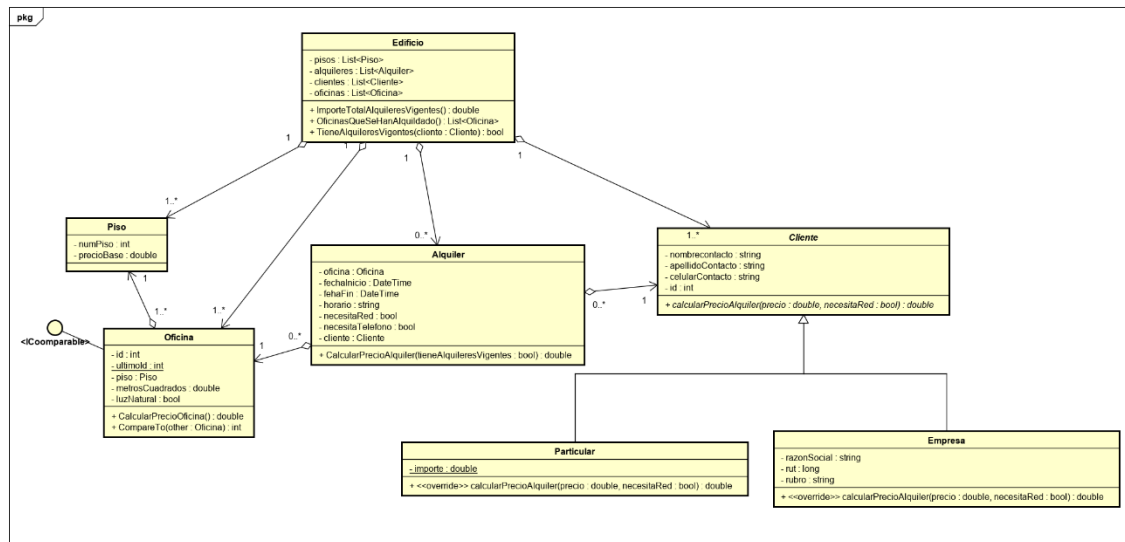 pkg
Edificio
- pisos : List<Piso>
- alquileres : List<Alquiler>
- clientes : List<Cliente>
- oficinas : List<Oficina>
+ ImporteTotalAlquileresVigentes() : double
+ OficinasQueSeHanAlquildado() : List<Oficina>
+ TieneAlquileresVigentes(cliente : Cliente) : bool
1
1
1
1
1..*
1..*
0..*
1..*
Piso
- numPiso : int
- precioBase : double
1
0..*
Alquiler
- oficina : Oficina
- fechaInicio : DateTime
- fehaFin : DateTime
- horario : string
- necesitaRed : bool
- necesitaTelefono : bool
- cliente : Cliente
+ CalcularPrecioAlquiler(tieneAlquileresVigentes : bool) : double
0..*
1
0..*
1
Cliente
- nombrecontacto : string
- apellidoContacto : string
- celularContacto : string
- id : int
+ calcularPrecioAlquiler(precio : double, necesitaRed : bool) : double
<ICoomparable>
Oficina
- id : int
- ultimoId : int
- piso : Piso
- metrosCuadrados : double
- luzNatural : bool
+ CalcularPrecioOficina() : double
+ CompareTo(other : Oficina) : int
Particular
- importe : double
+ <<override>> calcularPrecioAlquiler(precio : double, necesitaRed : bool) : double
Empresa
- razonSocial : string
- rut : long
- rubro : string
+ <<override>> calcularPrecioAlquiler(precio : double, necesitaRed : bool) : double